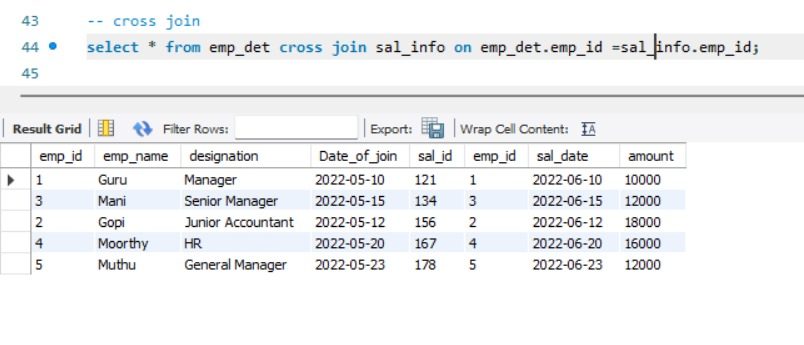 43 -- cross join
44 select * from emp_det cross join sal_info on emp_det.emp_id =sal_info.emp_id;
45
Result Grid Filter Rows: Export: Wrap Cell Content: IA
emp_id emp_name designation Date_of_join sal_id emp_id sal_date amount
1 Guru Manager 2022-05-10 121 1 2022-06-10 10000
3 Mani Senior Manager 2022-05-15 134 3 2022-06-15 12000
2 Gopi Junior Accountant 2022-05-12 156 2 2022-06-12 18000
4 Moorthy HR 2022-05-20 167 4 2022-06-20 16000
5 Muthu General Manager 2022-05-23 178 5 2022-06-23 12000